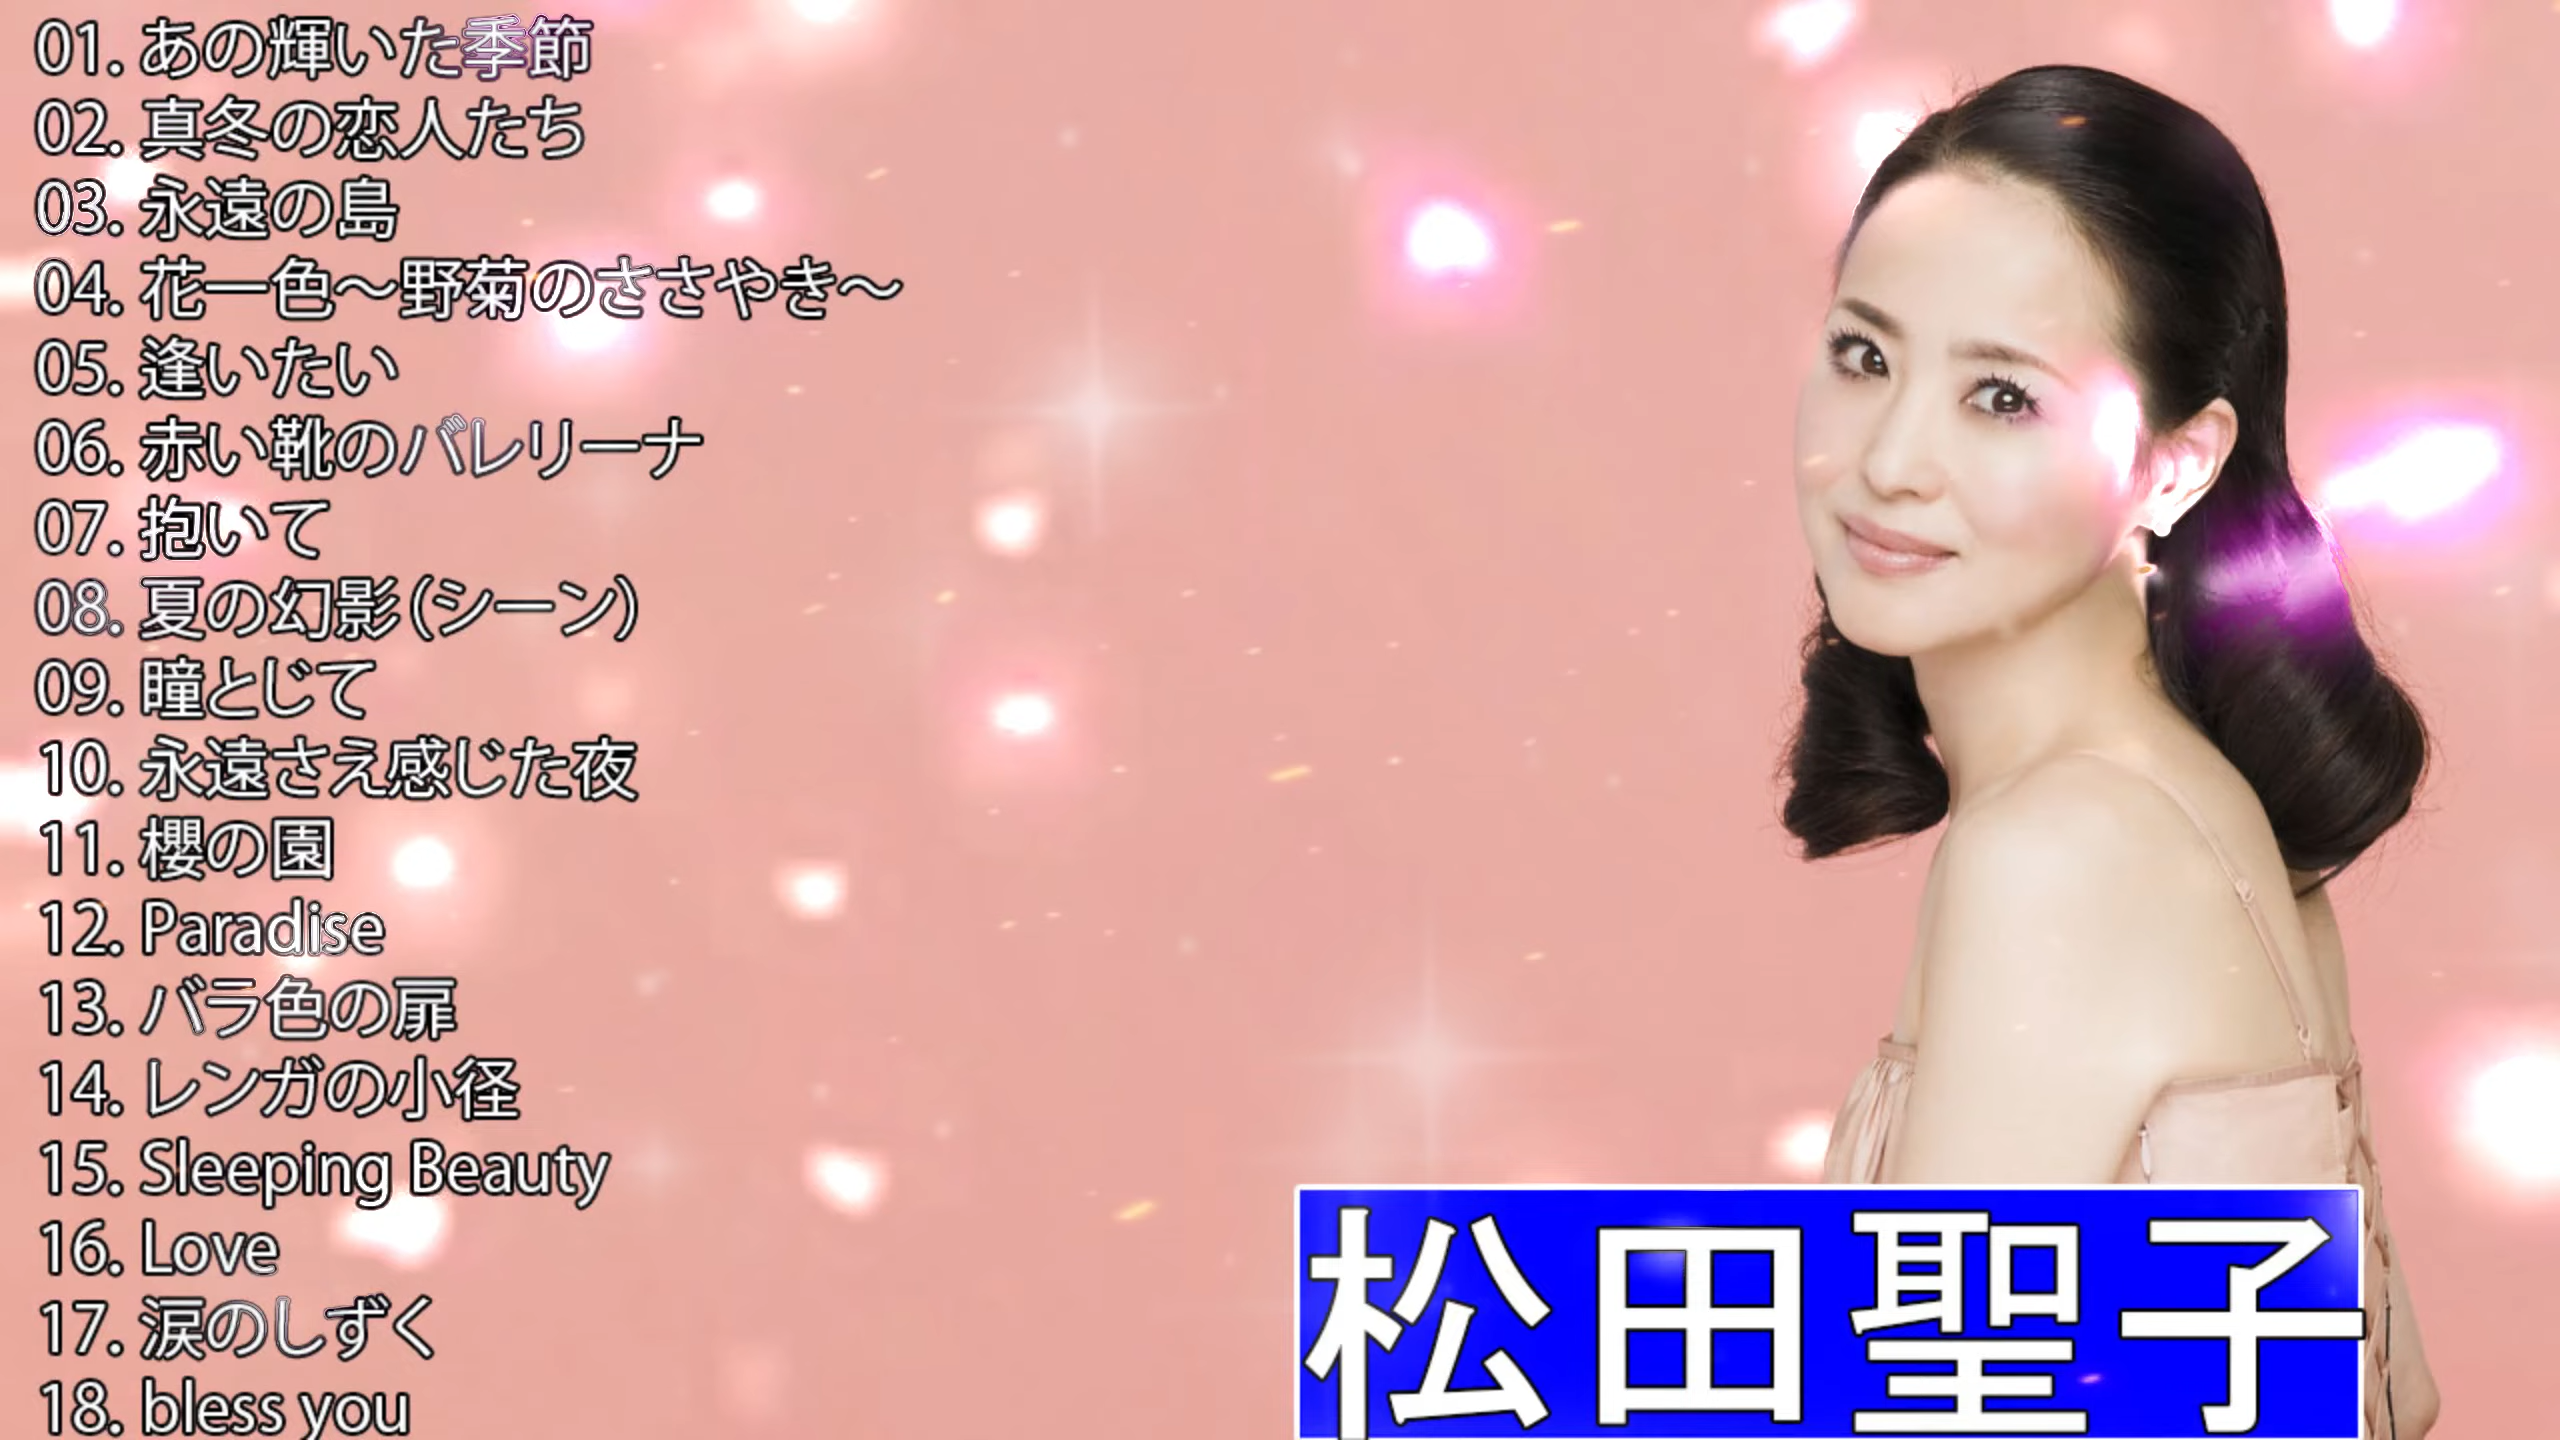 01. あの輝いた季節
02. 真冬の恋人たち
03. 永遠の島
04. 花一色～野菊のささやき～
05. 逢いたい
06. 赤い靴のバレリーナ
07. 抱いて
08. 夏の幻影(シーン)
09. 瞳とじて
10. 永遠さえ感じた夜
11. 櫻の園
12. Paradise
13. バラ色の扉
14. レンガの小径
15. Sleeping Beauty
16. Love
17. 涙のしずく
18. bless you
松田聖子